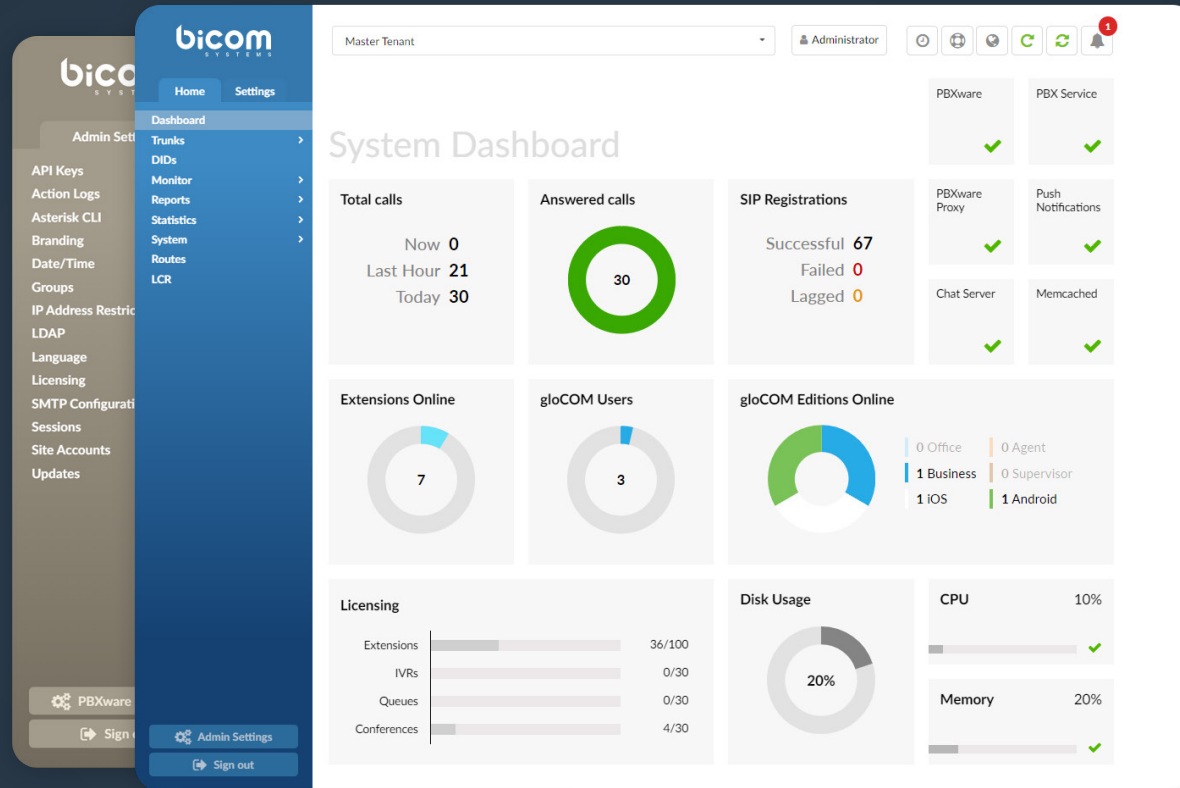 bico
SYST
Admin Sett
API Keys
Action Logs
Asterisk CLI
Branding
Date/Time
Groups
IP Address Restric
LDAP
Language
Licensing
SMTP Configurati
Sessions
Site Accounts
Updates
PBXware
Sign
bicom
SYSTEMS
Home Settings
Dashboard
Trunks
DIDs
Monitor
Reports
Statistics
System
Routes
LCR
Admin Settings
Sign out
Master Tenant
Administrator
1
System Dashboard
PBXware
PBX Service
Total calls
Now 0
Last Hour 21
Today 30
Answered calls
30
SIP Registrations
Successful 67
Failed 0
Lagged 0
PBXware
Proxy
Push
Notifications
Chat Server
Memcached
Extensions Online
7
gloCOM Users
3
gloCOM Editions Online
0 Office 0 Agent
1 Business 0 Supervisor
1 iOS 1 Android
Licensing
Extensions 36/100
IVRs 0/30
Queues 0/30
Conferences 4/30
Disk Usage
20%
CPU 10%
Memory 20%